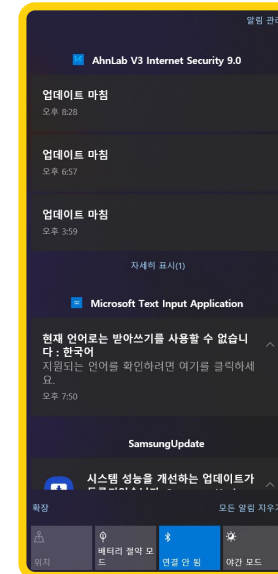 알림 관리
AhnLab V3 Internet Security 9.0
업데이트 마침
오후 8:28
업데이트 마침
오후 6:57
업데이트 마침
오후 3:59
자세히 표시(1)
Microsoft Text Input Application
현재 언어로는 받아쓰기를 사용할 수 없습니
다 : 한국어
지원되는 언어를 확인하려면 여기를 클릭하세
요.
오후 7:50
SamsungUpdate
시스템 성능을 개선하는 업데이트가
확장
모든 알림 지우기
위치
배터리 절약 모
드
연결 안 됨
야간 모드